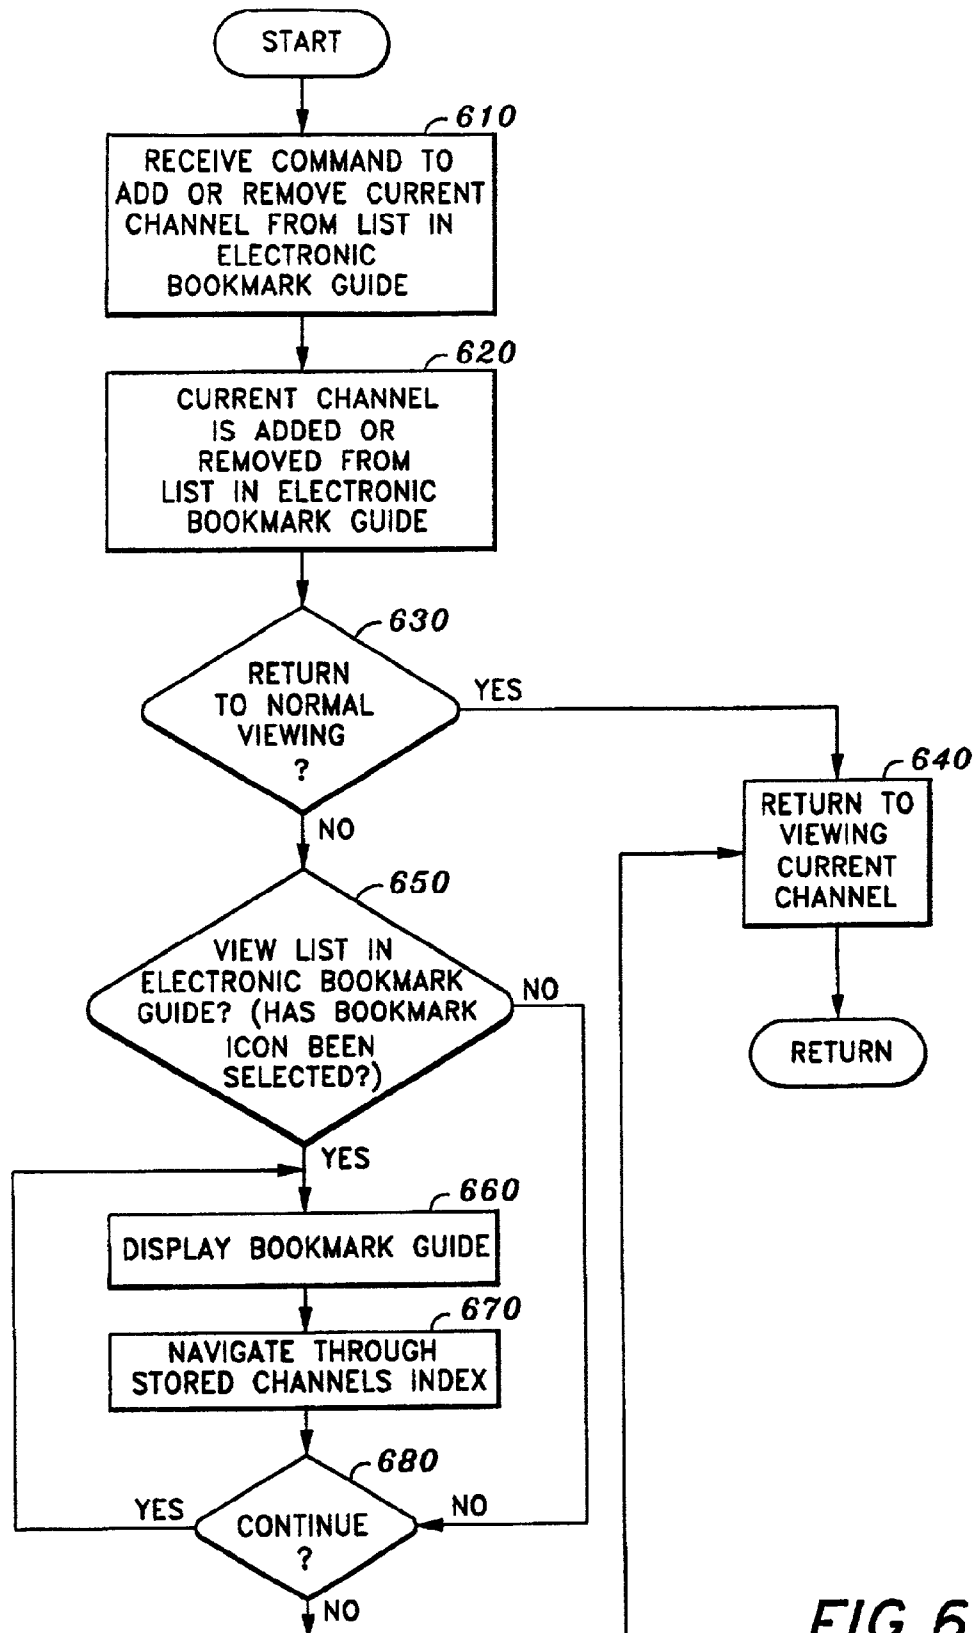 START
610
RECEIVE COMMAND TO
ADD OR REMOVE CURRENT
CHANNEL FROM LIST IN
ELECTRONIC
BOOKMARK GUIDE
620
CURRENT CHANNEL
IS ADDED OR
REMOVED FROM
LIST IN ELECTRONIC
BOOKMARK GUIDE
630
RETURN
TO NORMAL
VIEWING
?
YES
640
RETURN TO
VIEWING
CURRENT
CHANNEL
NO
650
VIEW LIST IN
ELECTRONIC BOOKMARK
GUIDE? (HAS BOOKMARK
ICON BEEN
SELECTED?)
NO
RETURN
YES
660
DISPLAY BOOKMARK GUIDE
670
NAVIGATE THROUGH
STORED CHANNELS INDEX
680
YES
CONTINUE
?
NO
NO
FIG 6